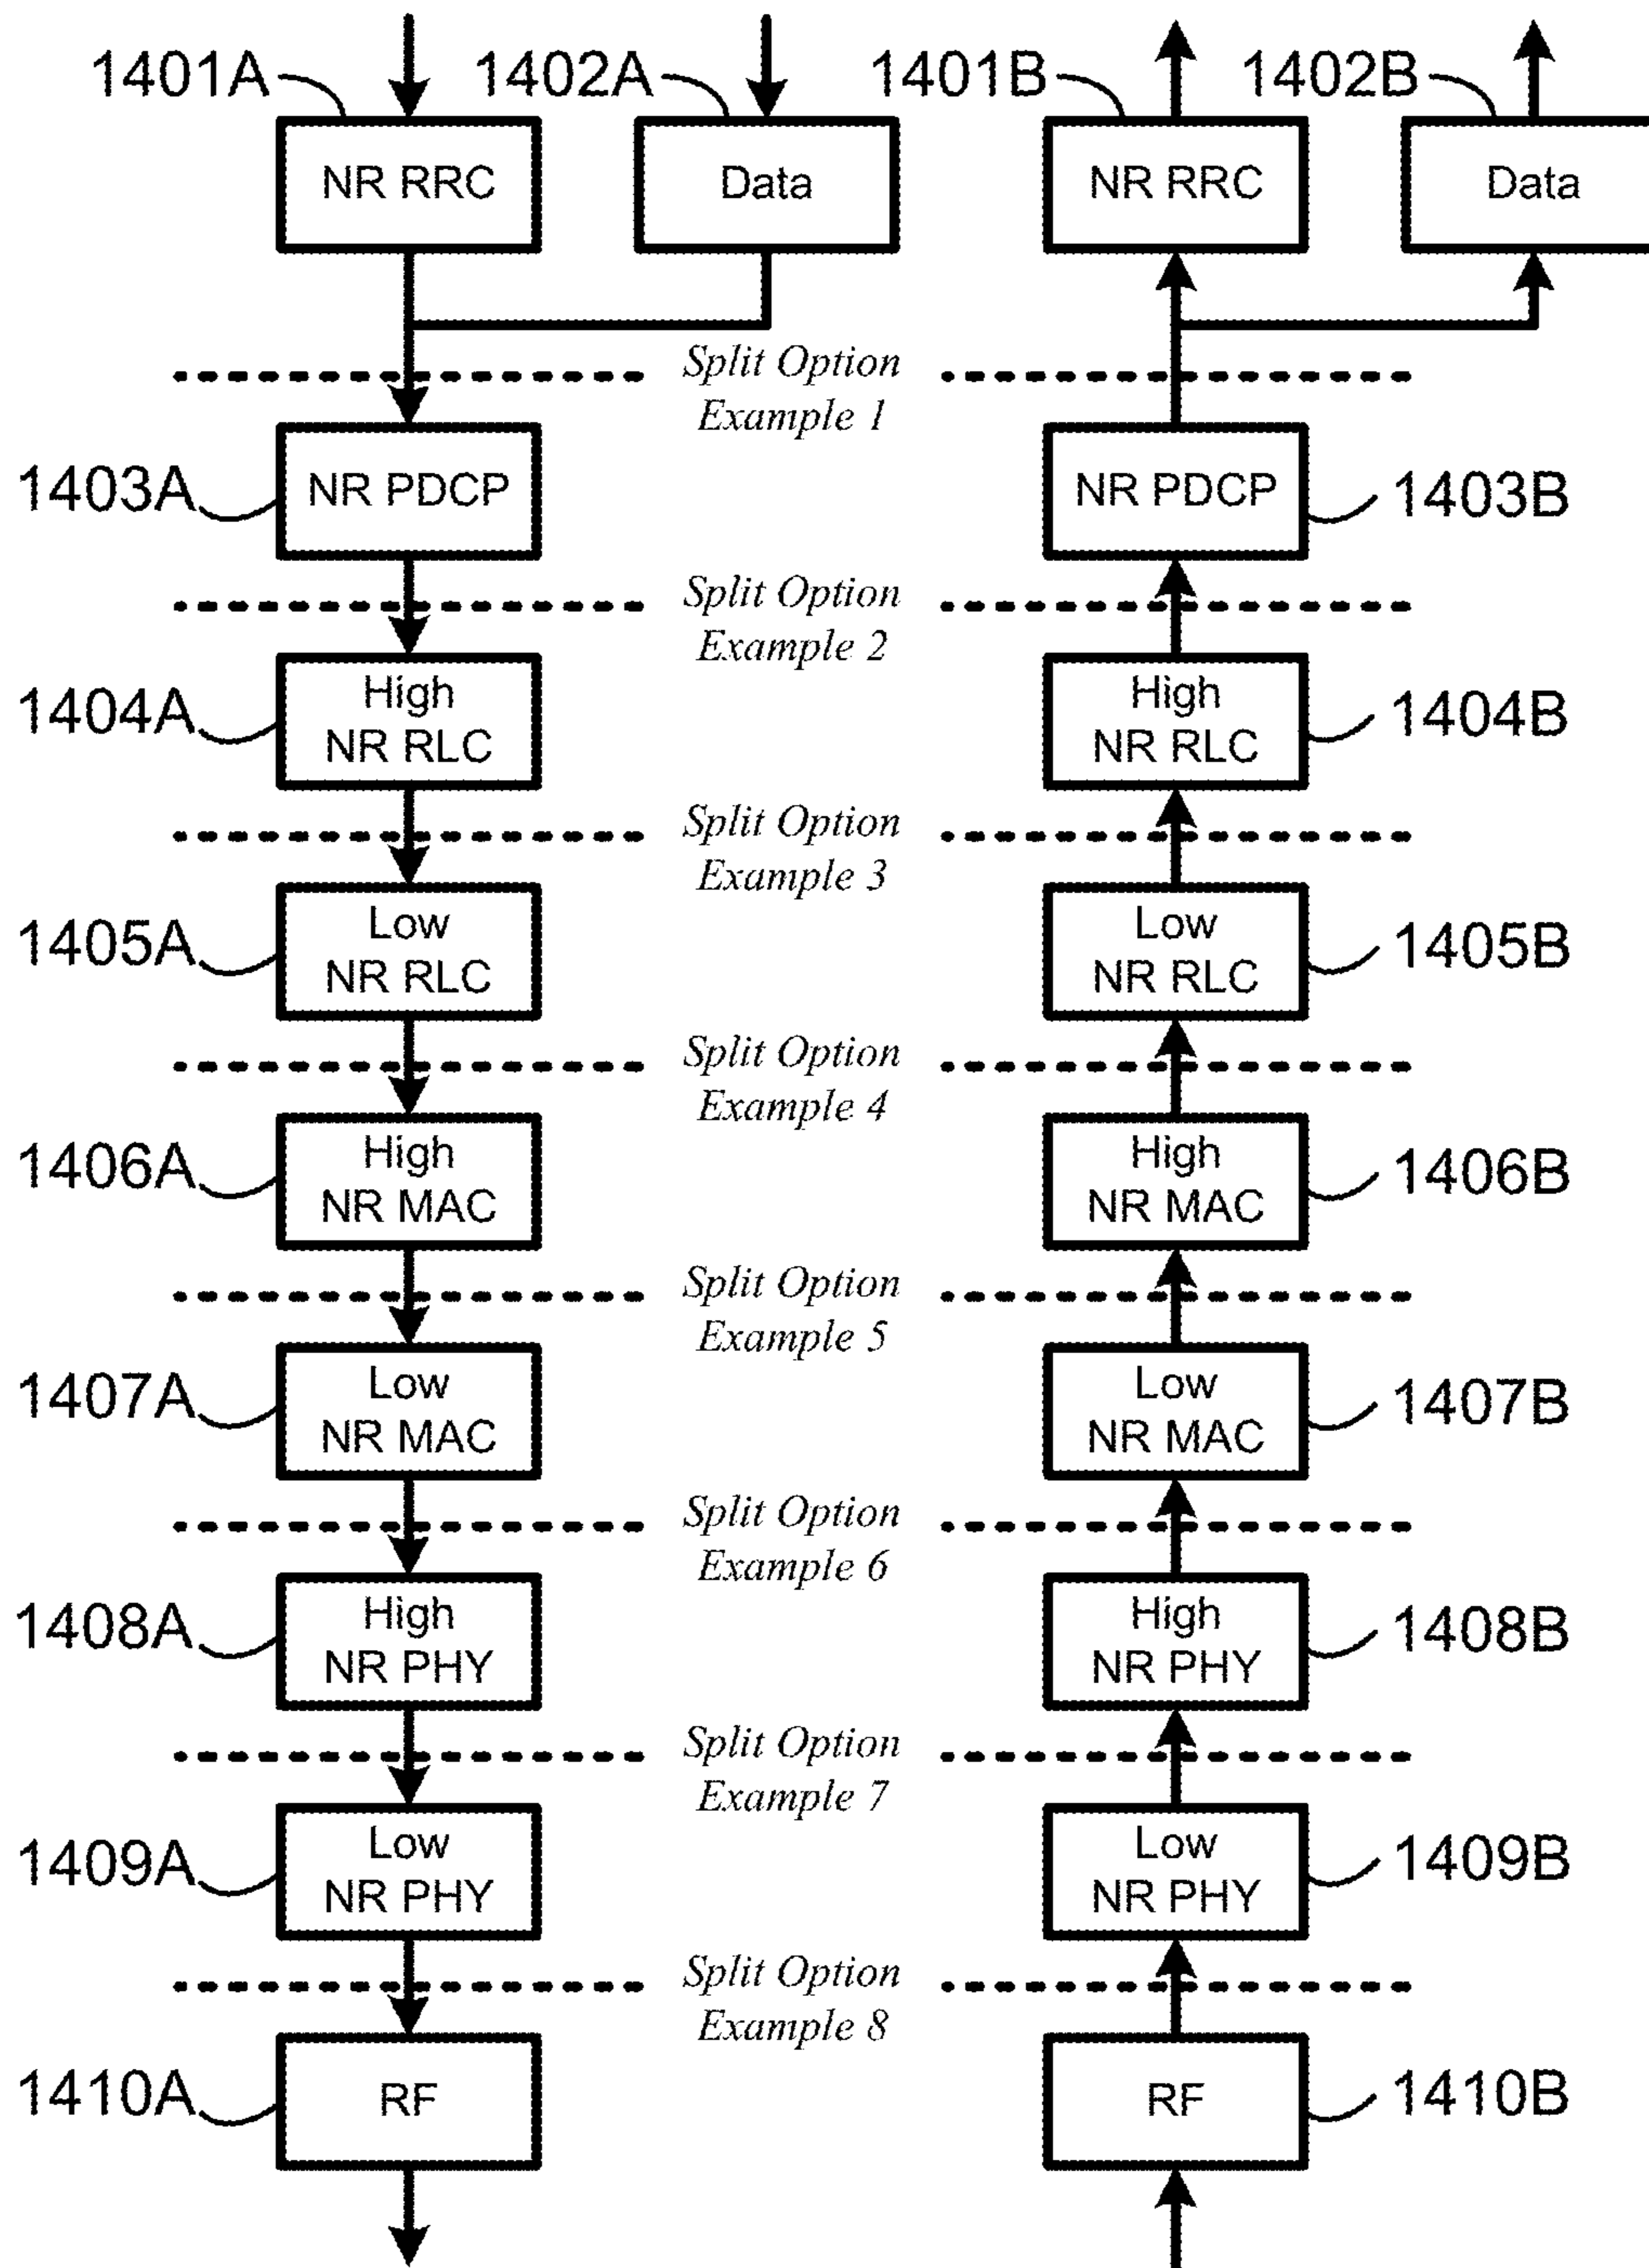 1401A 1402A 1401B 1402B
NR RRC Data NR RRC Data
Split Option
Example 1
1403A NR PDCP NR PDCP 1403B
Split Option
Example 2
1404A High NR RLC High NR RLC 1404B
Split Option
Example 3
1405A Low NR RLC Low NR RLC 1405B
Split Option
Example 4
1406A High NR MAC High NR MAC 1406B
Split Option
Example 5
1407A Low NR MAC Low NR MAC 1407B
Split Option
Example 6
1408A High NR PHY High NR PHY 1408B
Split Option
Example 7
1409A Low NR PHY Low NR PHY 1409B
Split Option
Example 8
1410A RF RF 1410B